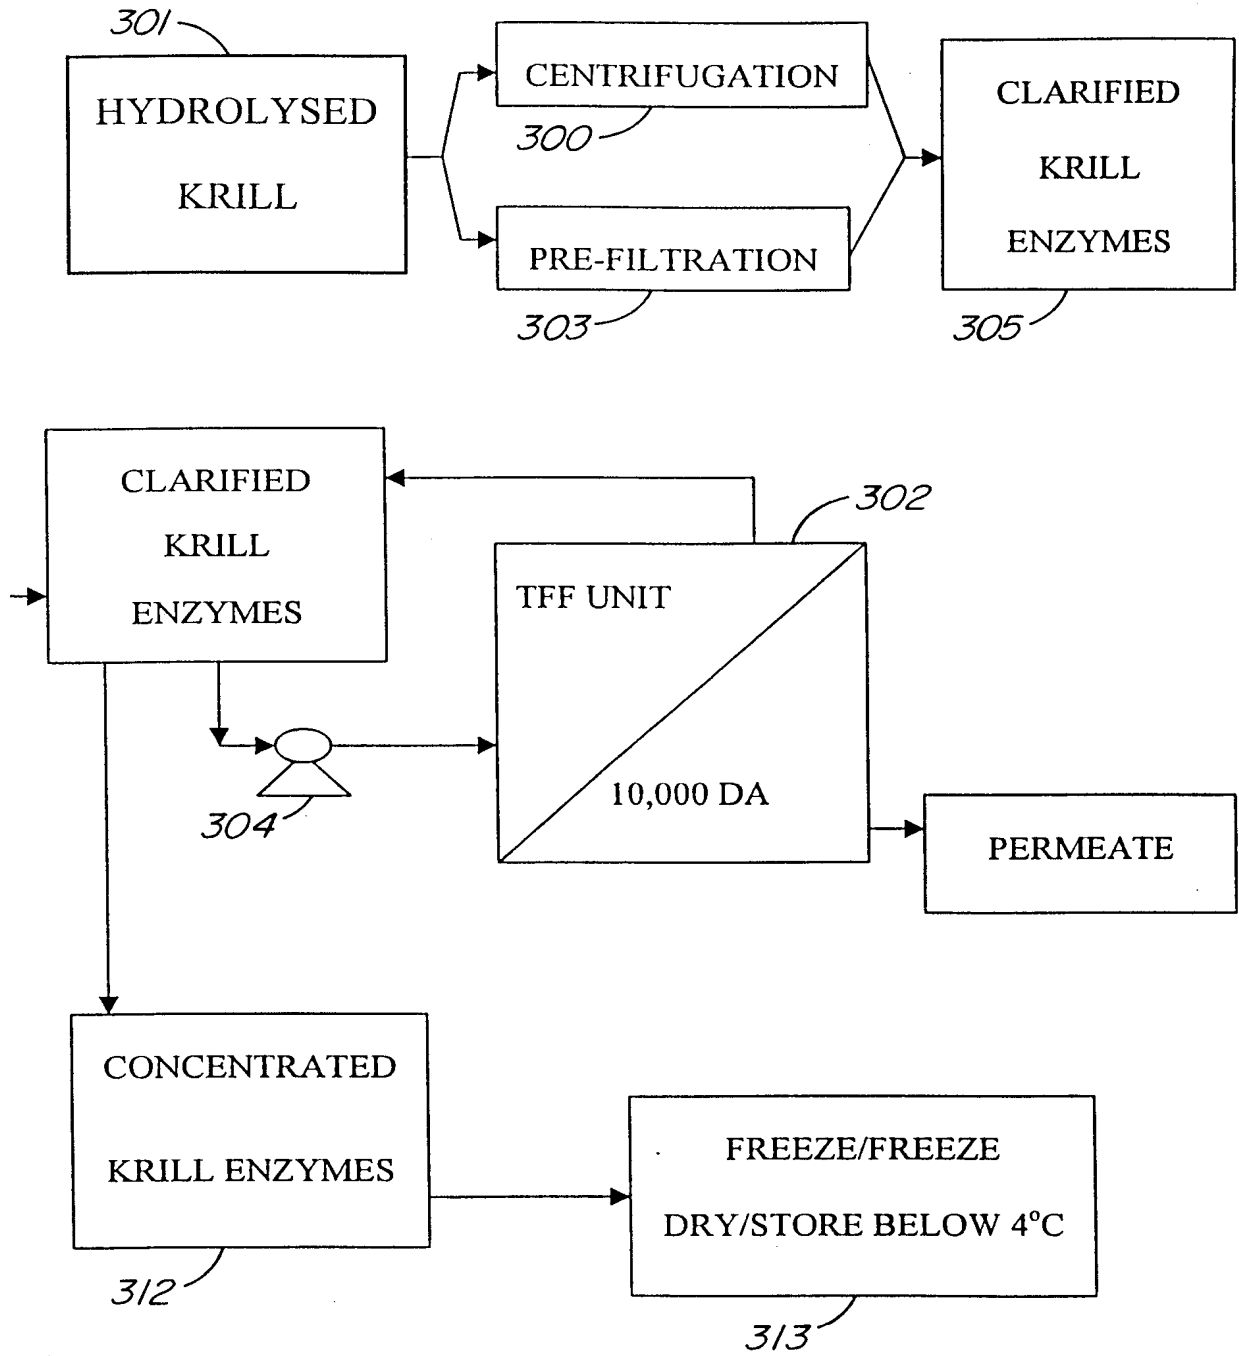 301
HYDROLYSED
KRILL
CENTRIFUGATION
300
PRE-FILTRATION
303
CLARIFIED
KRILL
ENZYMES
305
CLARIFIED
KRILL
ENZYMES
302
TFF UNIT
10,000 DA
304
PERMEATE
CONCENTRATED
KRILL ENZYMES
312
FREEZE/FREEZE
DRY/STORE BELOW 4°C
313